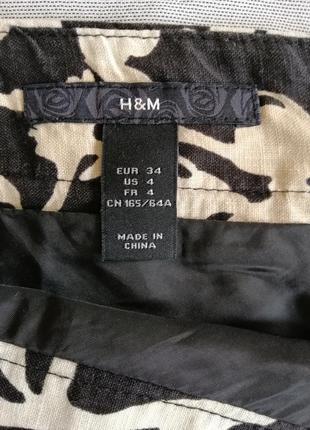 H&M
EUR 34
US 4
FR 4
CN 165/64A
MADE IN
CHINA